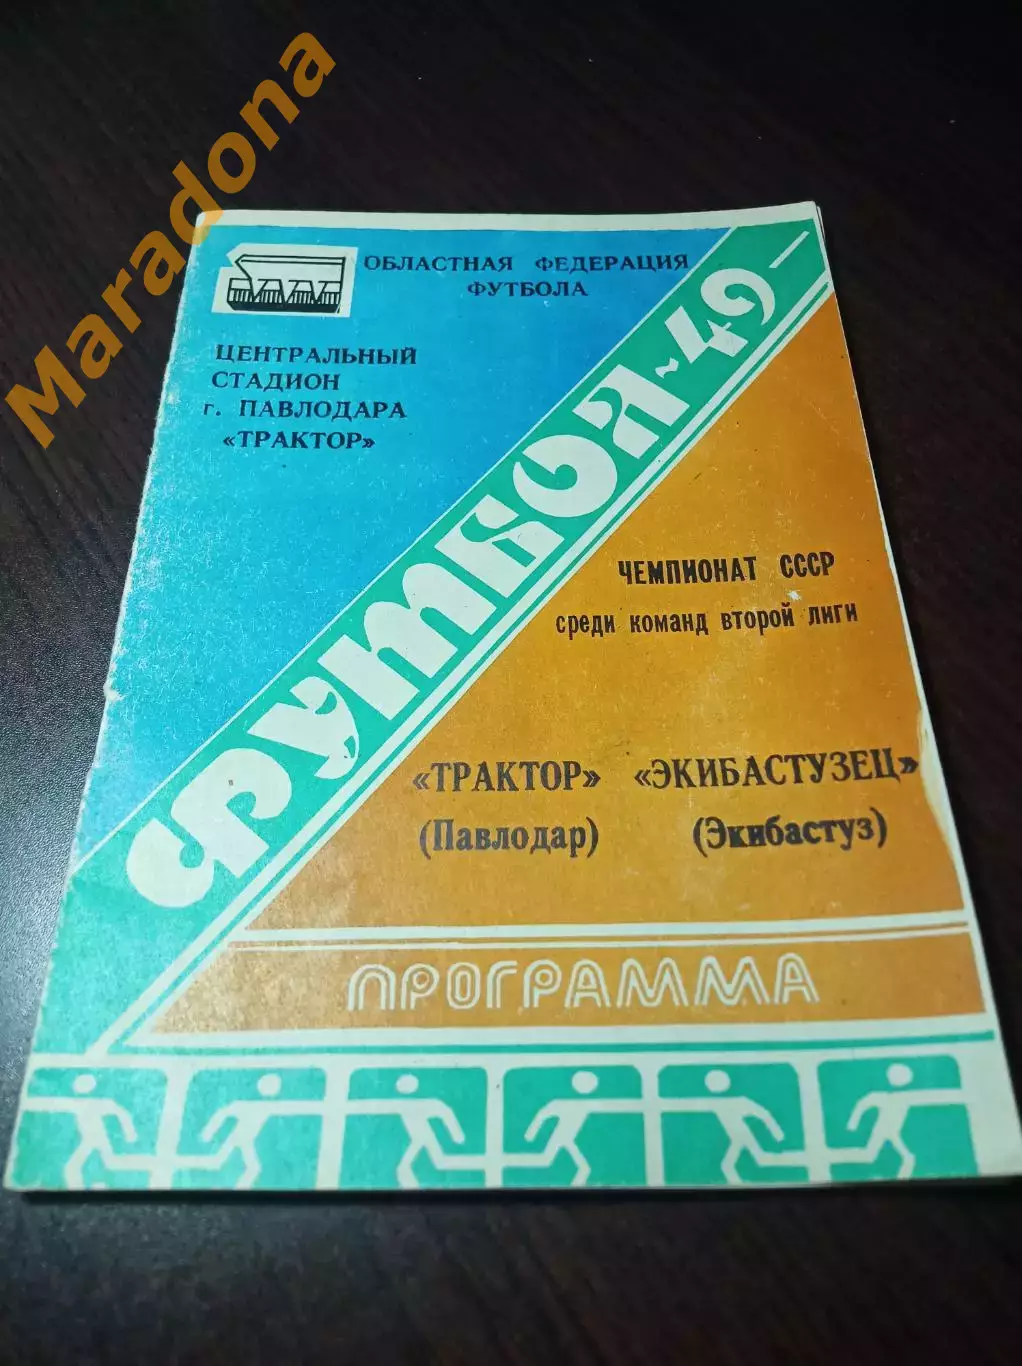 Maradona
ОБЛАСТНАЯ ФЕДЕРАЦИЯ
ФУТБОЛА
ЦЕНТРАЛЬНЫЙ
СТАДИОН
г. ПАВЛОДАРА
«ТРАКТОР»
ФУТБОЛ-49
ЧЕМПИОНАТ СССР
среди команд второй лиги
«ТРАКТОР» «ЭКИБАСТУЗЕЦ»
(Павлодар) (Экибастуз)
ПРОГРАММА